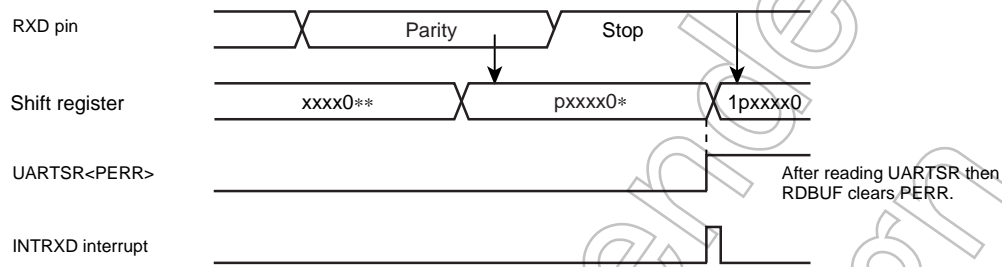 RXD pin Parity Stop
Shift register xxxx0** pxxxx0* 1pxxxx0
UARTSR<PERR>
After reading UARTSR then
RDBUF clears PERR.
INTRXD interrupt